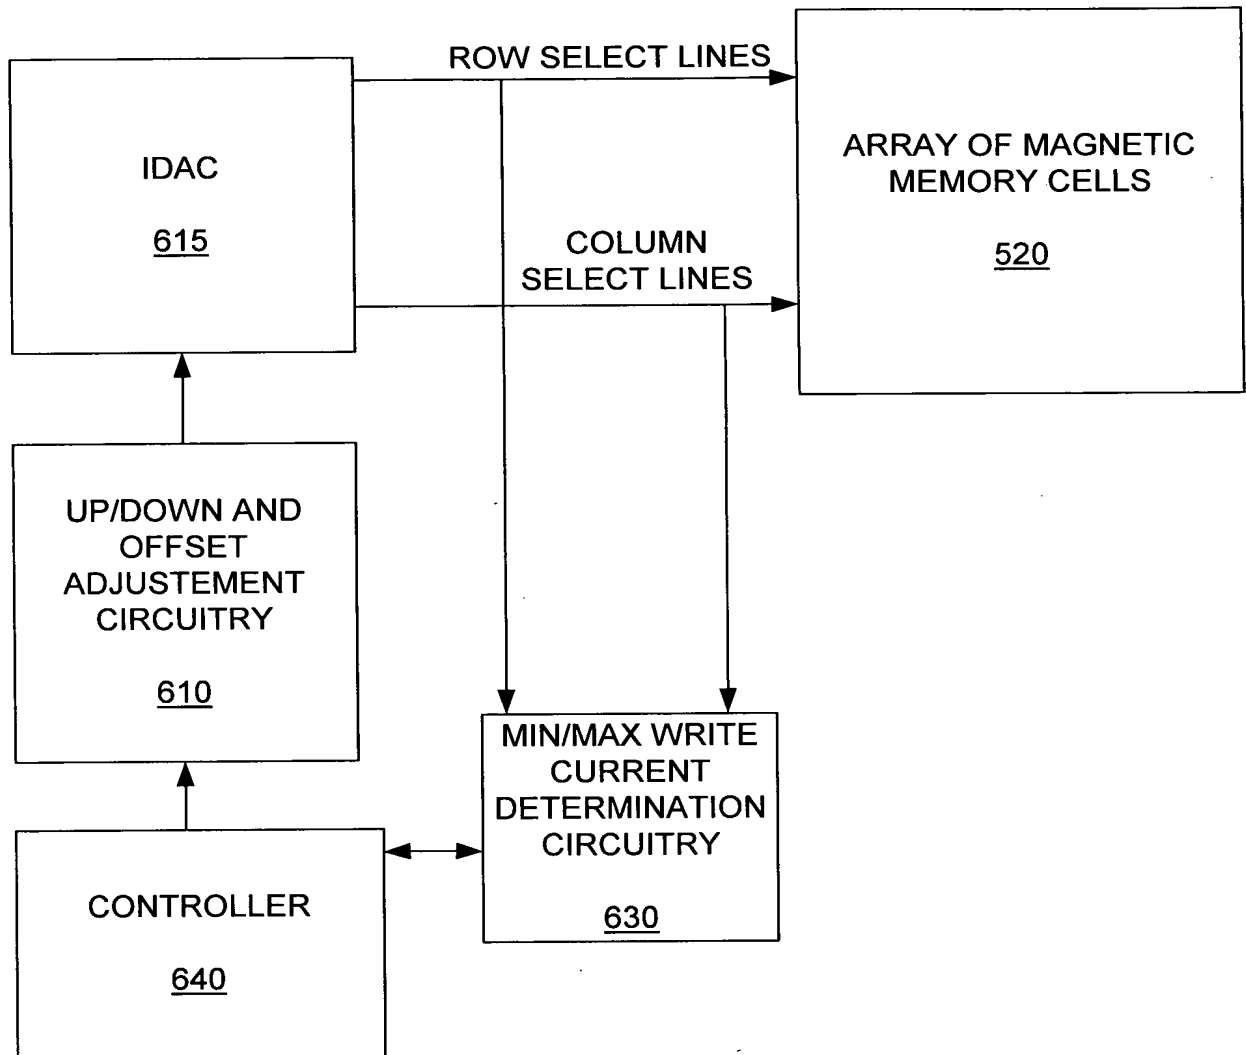 ROW SELECT LINES
IDAC
615
ARRAY OF MAGNETIC
MEMORY CELLS
520
COLUMN
SELECT LINES
UP/DOWN AND
OFFSET
ADJUSTEMENT
CIRCUITRY
610
MIN/MAX WRITE
CURRENT
DETERMINATION
CIRCUITRY
630
CONTROLLER
640